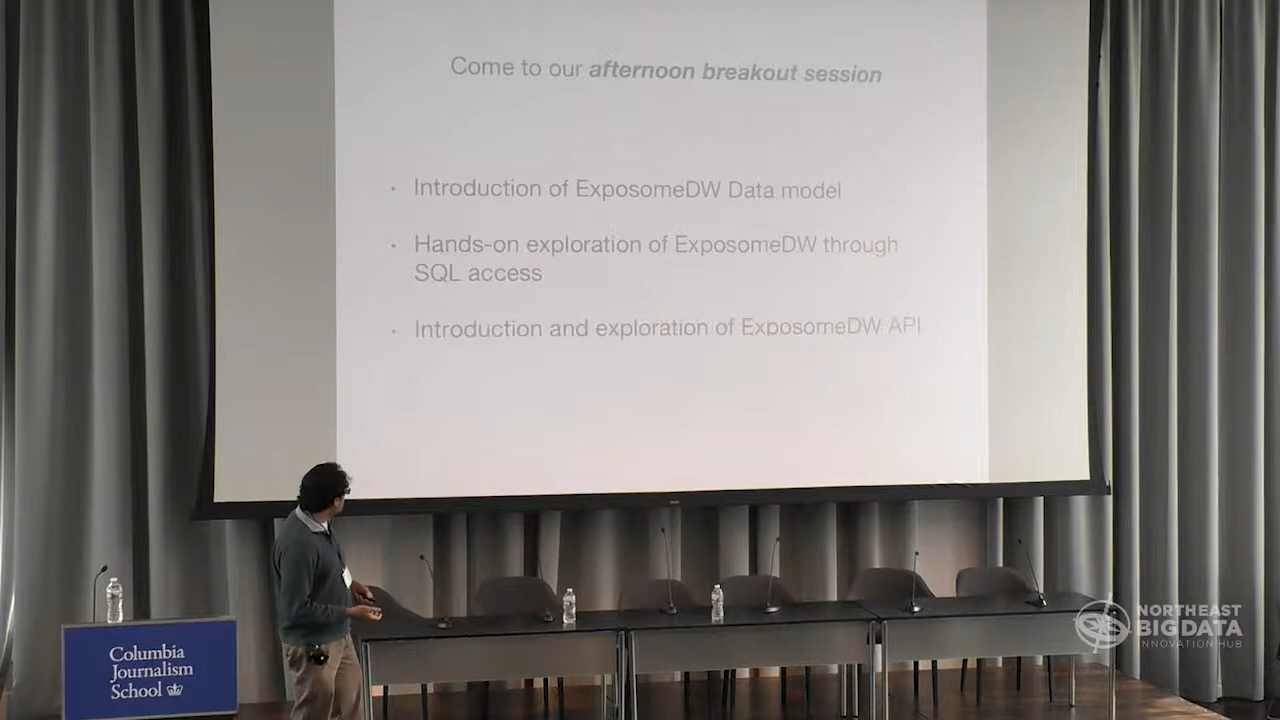 Come to our afternoon breakout session
· Introduction of ExposomeDW Data model
· Hands-on exploration of ExposomeDW through
SQL access
· Introduction and exploration of ExposomeDW API
Columbia
Journalism
School
NORTHEAST
BIGDATA
INNOVATION HUB